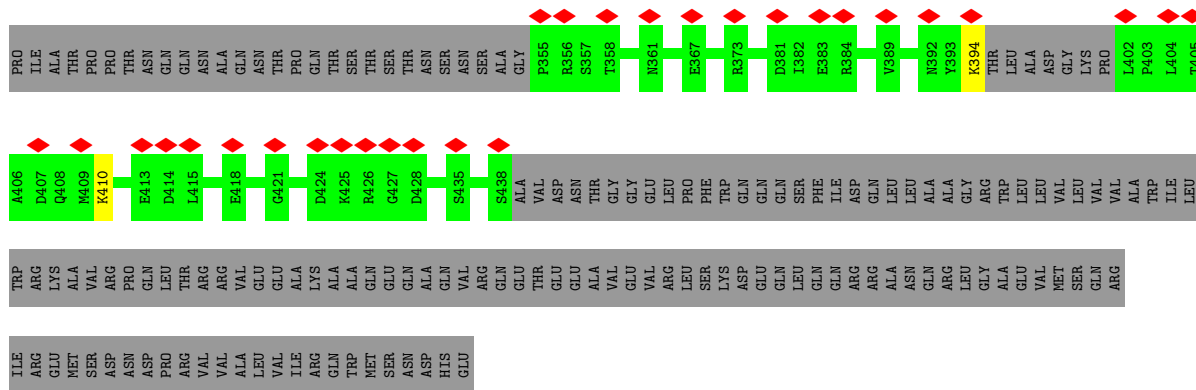 PRO ILE ALA THR PRO PRO THR ASN GLN GLN ASN ALA GLN ASN THR PRO GLN THR SER THR SER THR ASN SER ASN SER ALA GLY P355 R356 S357 T358 N361 E367 R373 D381 I382 E383 R384 V389 N392 Y393 K394 THR LEU ALA ASP GLY LYS PRO L402 P403 L404 T405
A406 D407 Q408 M409 K410 E413 D414 L415 E418 G421 D424 K425 R426 G427 D428 S435 S438 ALA VAL ASP ASN THR GLY GLY GLU LEU PRO PHE TRP GLN GLN GLN SER PHE ILE ASP GLN LEU LEU ALA ALA GLY ARG TRP LEU LEU VAL LEU VAL VAL ALA TRP ILE LEU
TRP ARG LYS ALA VAL ARG PRO GLN LEU THR ARG ARG VAL GLU GLU ALA LYS ALA ALA GLN GLU GLN ALA GLN VAL ARG GLN GLU THR GLU GLU ALA VAL GLU VAL ARG LEU SER LYS ASP GLU GLN LEU GLN GLN ARG ARG ALA ASN GLN ARG LEU GLY ALA GLU VAL MET SER GLN ARG
ILE ARG GLU MET SER ASP ASN ASP PRO ARG VAL VAL ALA LEU VAL ILE ARG GLN TRP MET SER ASN ASP HIS GLU